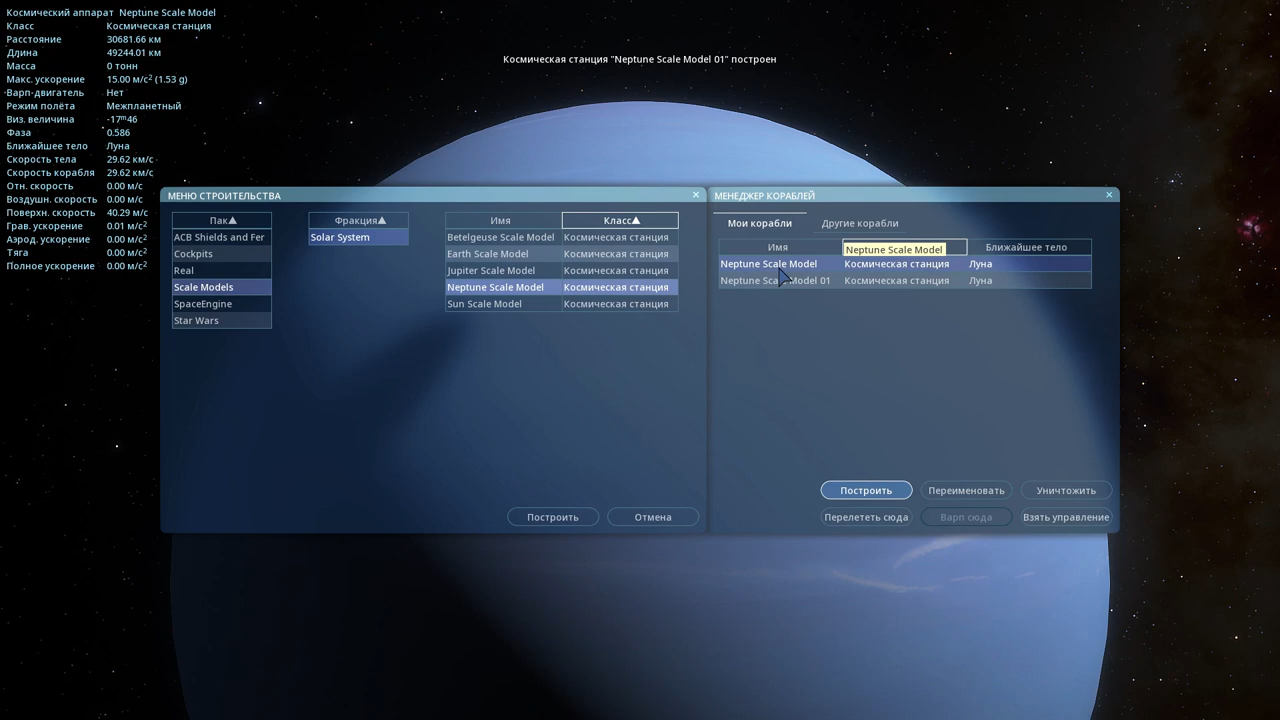 Космический аппарат Neptune Scale Model
Класс Космическая станция
Расстояние 30681.66 км
Длина 49244.01 км
Масса 0 тонн
Макс. ускорение 15.00 м/с² (1.53 g)
Варп-двигатель Нет
Режим полёта Межпланетный
Виз. величина -17ᵐ46
Фаза 0.586
Ближайшее тело Луна
Скорость тела 29.62 км/с
Скорость корабля 29.62 км/с
Отн. скорость 0.00 м/с
Воздушн. скорость 0.00 м/с
Поверхн. скорость 40.29 м/с
Грав. ускорение 0.01 м/с²
Аэрод. ускорение 0.00 м/с²
Тяга 0.00 м/с²
Полное ускорение 0.00 м/с²
Космическая станция "Neptune Scale Model 01" построен
МЕНЮ СТРОИТЕЛЬСТВА
Пак▲ Фракция▲ Имя Класс▲
ACB Shields and Fer Solar System Betelgeuse Scale Model Космическая станция
Cockpits Earth Scale Model Космическая станция
Real Jupiter Scale Model Космическая станция
Scale Models Neptune Scale Model Космическая станция
SpaceEngine Sun Scale Model Космическая станция
Star Wars
Построить Отмена
МЕНЕДЖЕР КОРАБЛЕЙ
Мои корабли Другие корабли
Имя Neptune Scale Model Ближайшее тело
Neptune Scale Model Космическая станция Луна
Neptune Scale Model 01 Космическая станция Луна
Построить Переименовать Уничтожить
Перелететь сюда Варп сюда Взять управление